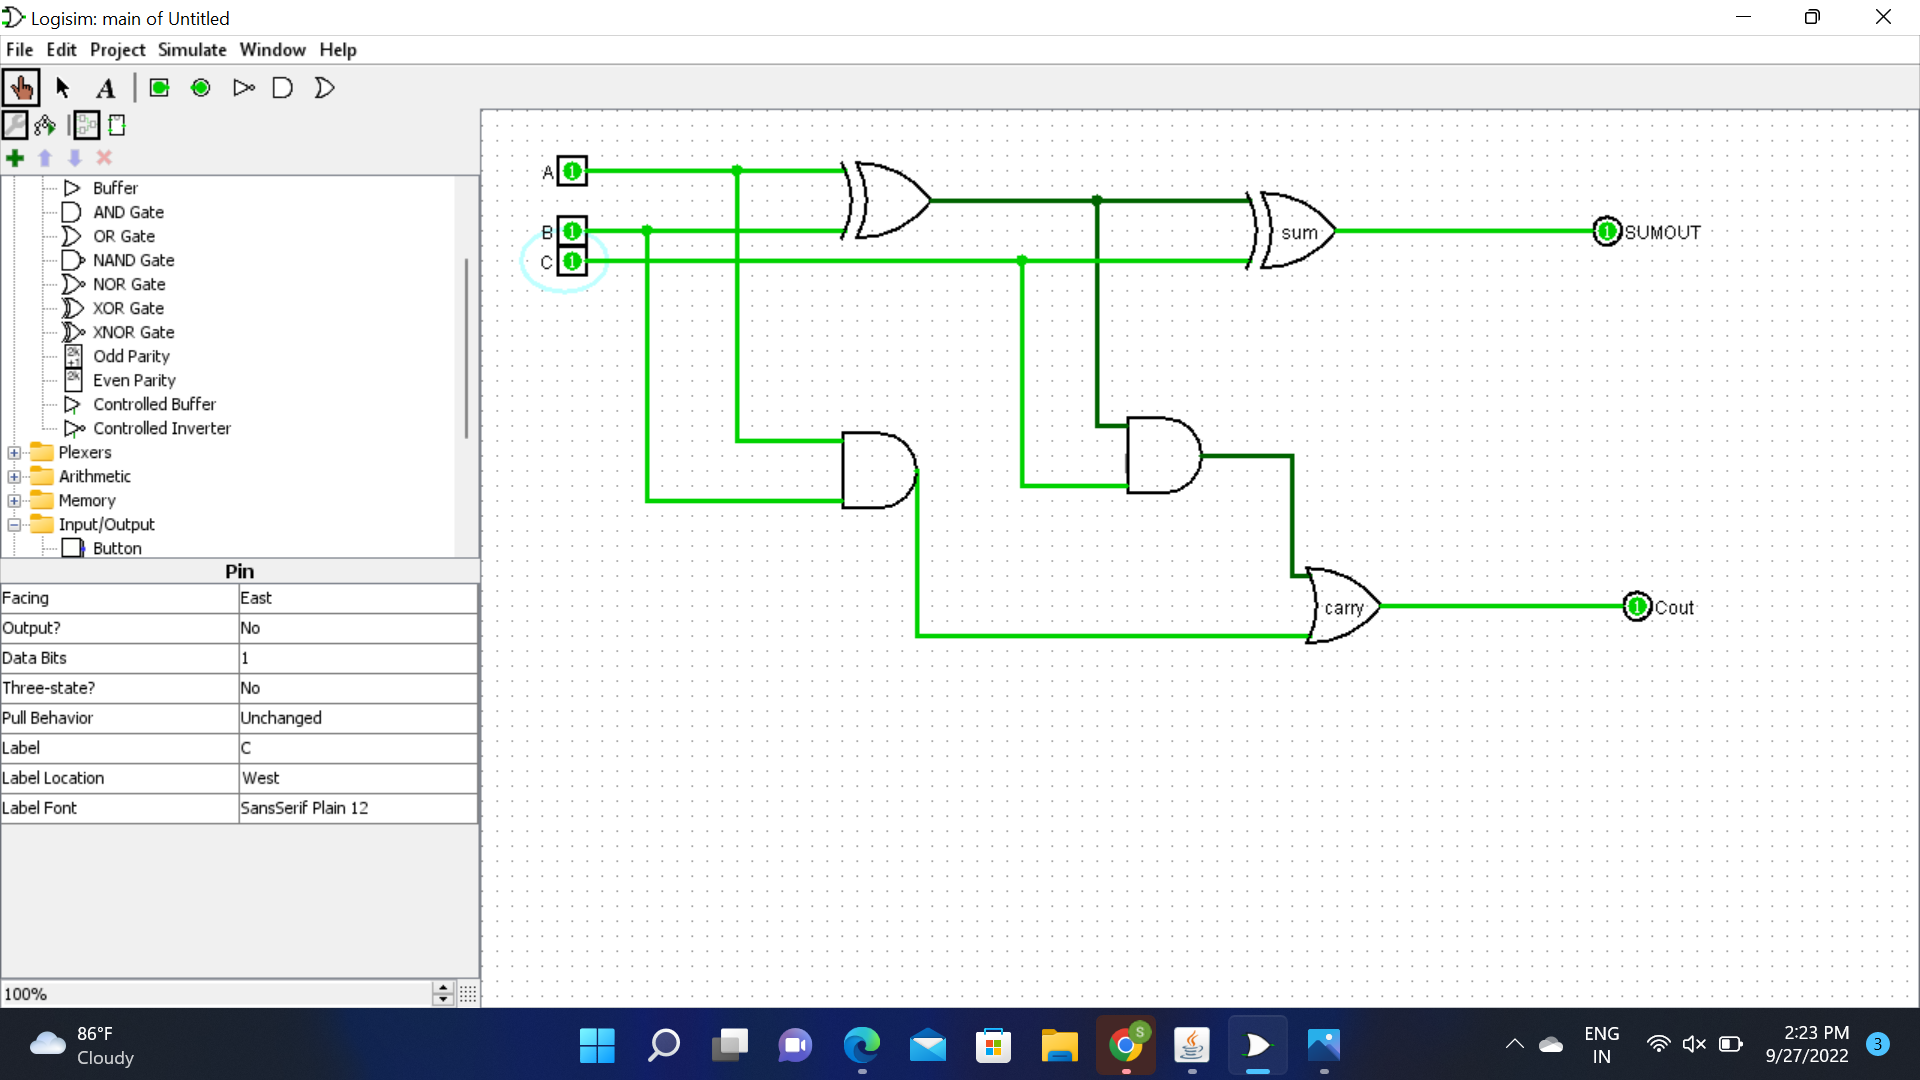 Logisim: main of Untitled
File Edit Project Simulate Window Help
A
Buffer
AND Gate
OR Gate
NAND Gate
NOR Gate
XOR Gate
XNOR Gate
2k
+1
Odd Parity
2k
Even Parity
Controlled Buffer
Controlled Inverter
Plexers
Arithmetic
Memory
Input/Output
Button
Pin
Facing East
Output? No
Data Bits 1
Three-state? No
Pull Behavior Unchanged
Label C
Label Location West
Label Font SansSerif Plain 12
100%
A 1
B 1
C 1
sum
1 SUMOUT
carry
1 Cout
86°F
Cloudy
S
ENG
IN
2:23 PM
9/27/2022
3